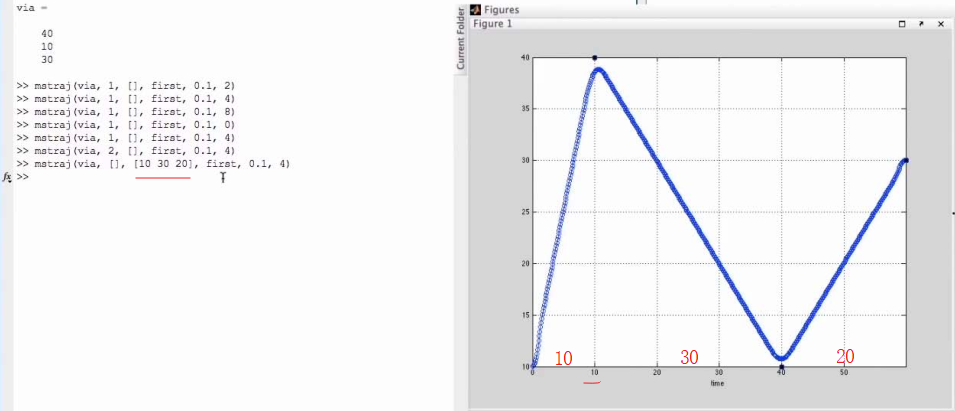 via =
40
10
30
>> mstraj(via, 1, [], first, 0.1, 2)
>> mstraj(via, 1, [], first, 0.1, 4)
>> mstraj(via, 1, [], first, 0.1, 8)
>> mstraj(via, 1, [], first, 0.1, 0)
>> mstraj(via, 1, [], first, 0.1, 4)
>> mstraj(via, 2, [], first, 0.1, 4)
>> mstraj(via, [], [10 30 20], first, 0.1, 4)
fx >>
Current Folder
Figures
Figure 1
40
35
30
25
20
15
10
10 30 20
0 10 20 30 40 50
time